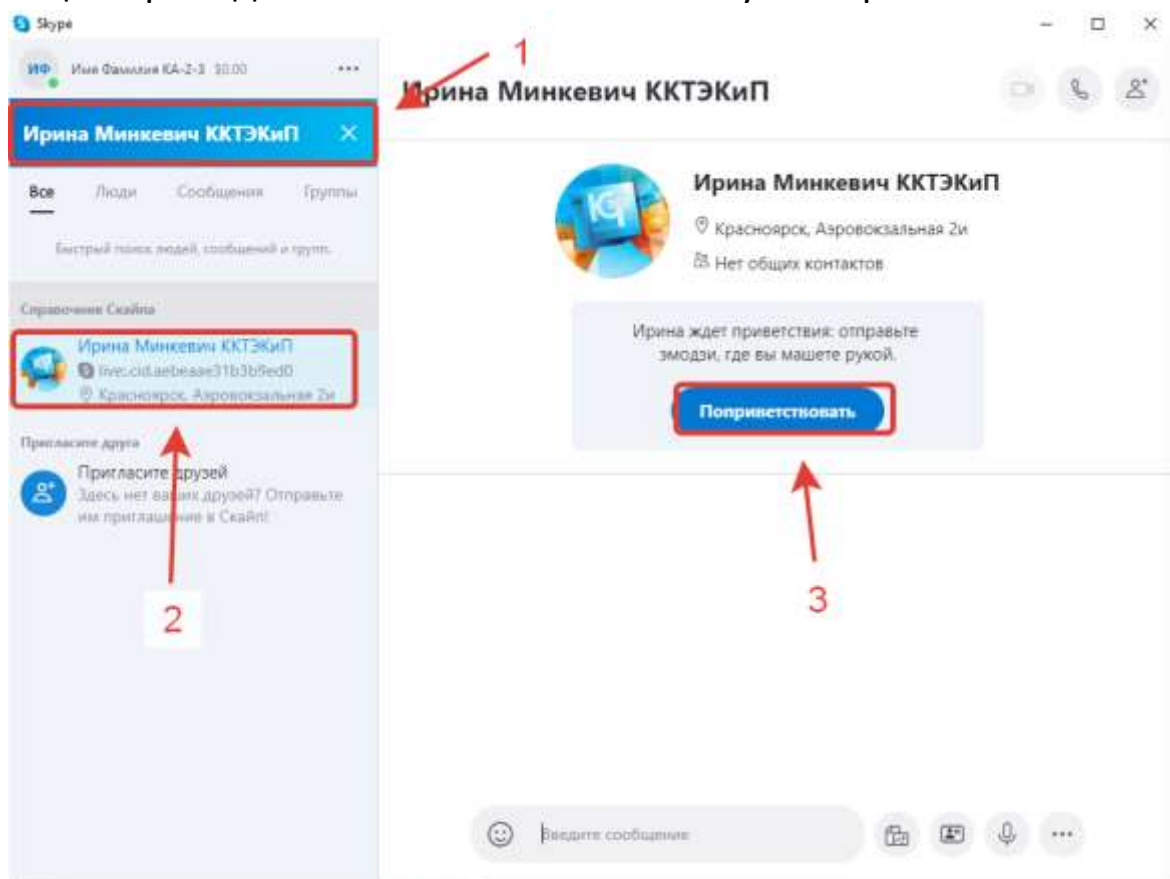 Skype
ИФ
Имя Фамилия КА-2-3 $0.00
1
Ирина Минкевич ККТЭКиП
Ирина Минкевич ККТЭКиП
Все Люди Сообщения Группы
Быстрый поиск людей, сообщений и групп.
Справочник Скайпа
Ирина Минкевич ККТЭКиП
Красноярск, Аэровокзальная 2и
Пригласите друга
Пригласите друзей
Здесь нет ваших друзей? Отправьте
им приглашение в Скайп!
2
Ирина Минкевич ККТЭКиП
Красноярск, Аэровокзальная 2и
Нет общих контактов
Ирина ждет приветствия: отправьте
эмодзи, где вы машете рукой.
Поприветствовать
3
Введите сообщение